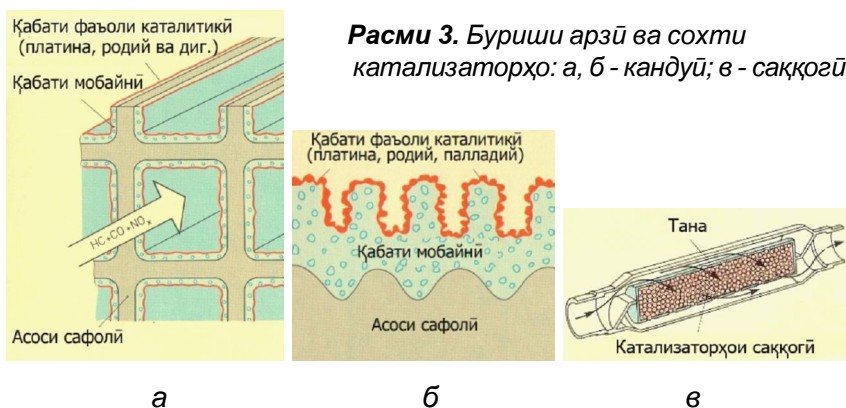 Қабати фаъоли каталитикӣ
(платина, родий ва диг.)
Қабати мобайнӣ
HC+CO+NOx
Асоси сафолӣ
Расми 3. Буриши арзӣ ва сохти
катализаторҳо: а, б - кандуӣ; в - саққогӣ
Қабати фаъоли каталитикӣ
(платина, родий, палладий)
Қабати мобайнӣ
Асоси сафолӣ
Тана
Катализаторҳои саққогӣ
а
б
в